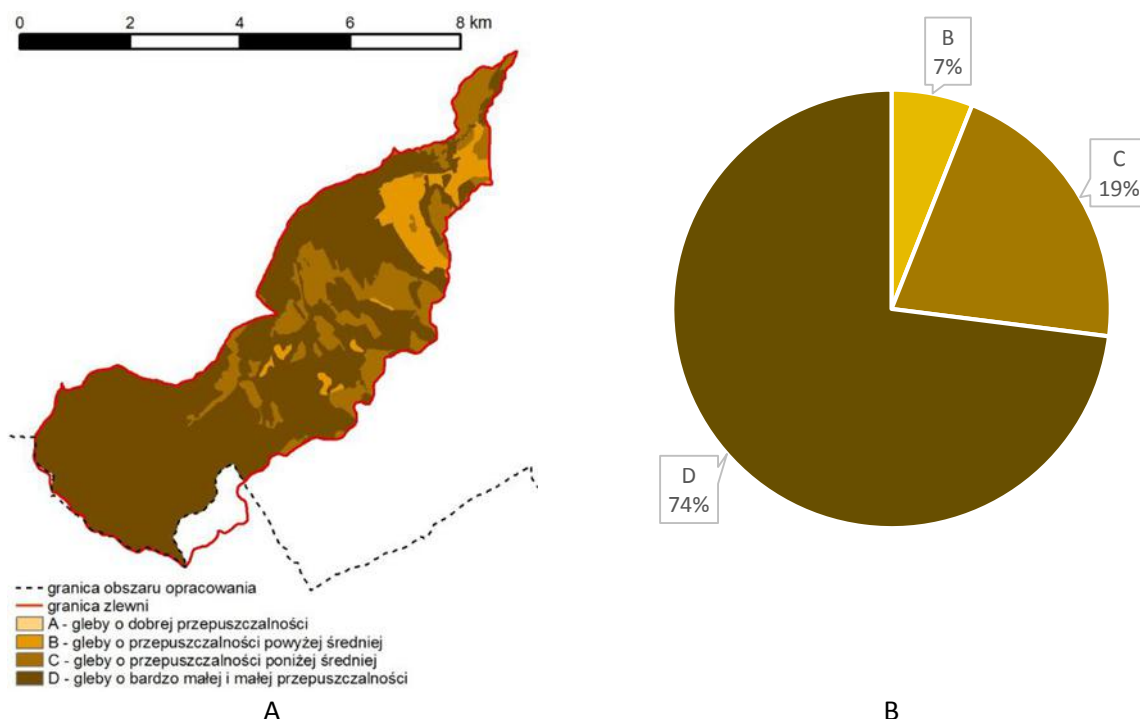 0 2 4 6 8 km
B
7%
C
19%
D
74%
granica obszaru opracowania
granica zlewni
A - gleby o dobrej przepuszczalności
B - gleby o przepuszczalności powyżej średniej
C - gleby o przepuszczalności poniżej średniej
D - gleby o bardzo małej i małej przepuszczalności
A
B